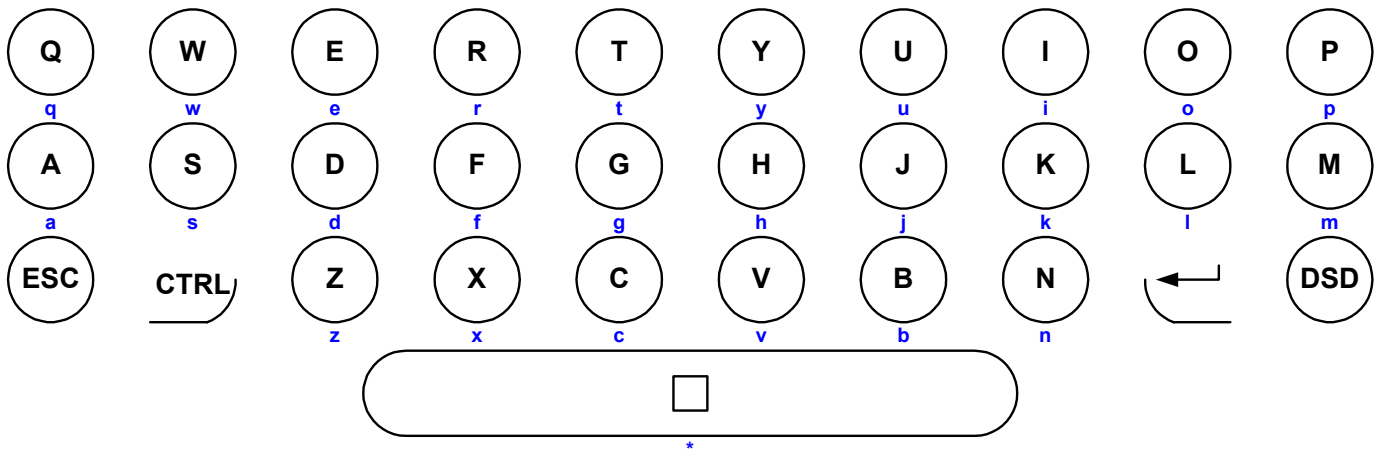 Q W E R T Y U I O P
q w e r t y u i o p
A S D F G H J K L M
a s d f g h j k l m
ESC CTRL Z X C V B N DSD
z x c v b n
*